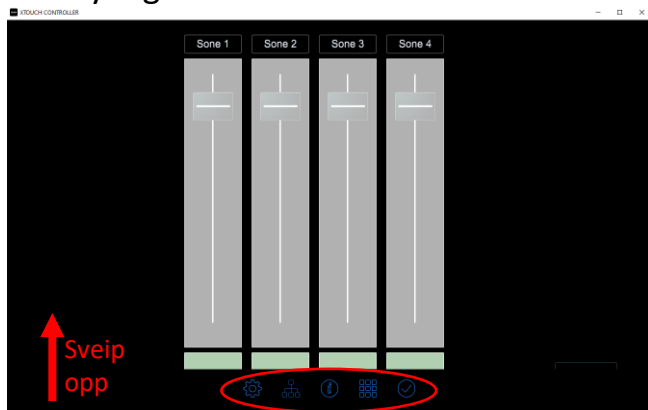 XTOUCH CONTROLLER
Sone 1
Sone 2
Sone 3
Sone 4
Sveip
opp